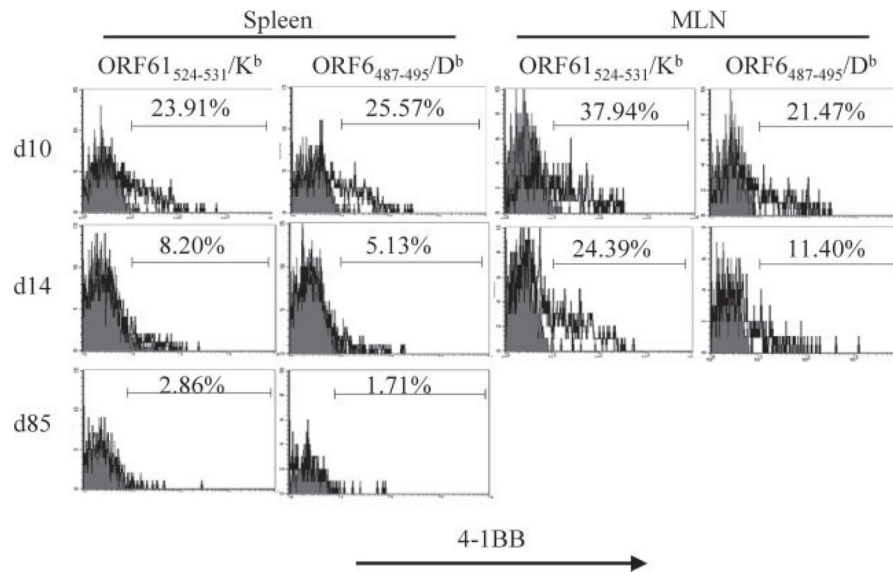 Spleen MLN
ORF61₅₂₄₋₅₃₁/Kᵇ ORF6₄₈₇₋₄₉₅/Dᵇ ORF61₅₂₄₋₅₃₁/Kᵇ ORF6₄₈₇₋₄₉₅/Dᵇ
d10 23.91% 25.57% 37.94% 21.47%
d14 8.20% 5.13% 24.39% 11.40%
d85 2.86% 1.71%
4-1BB